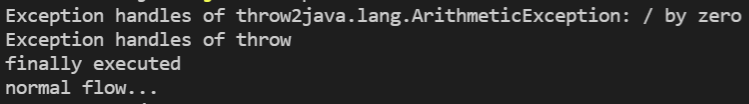 Exception handles of throw2java.lang.ArithmeticException: / by zero
Exception handles of throw
finally executed
normal flow...